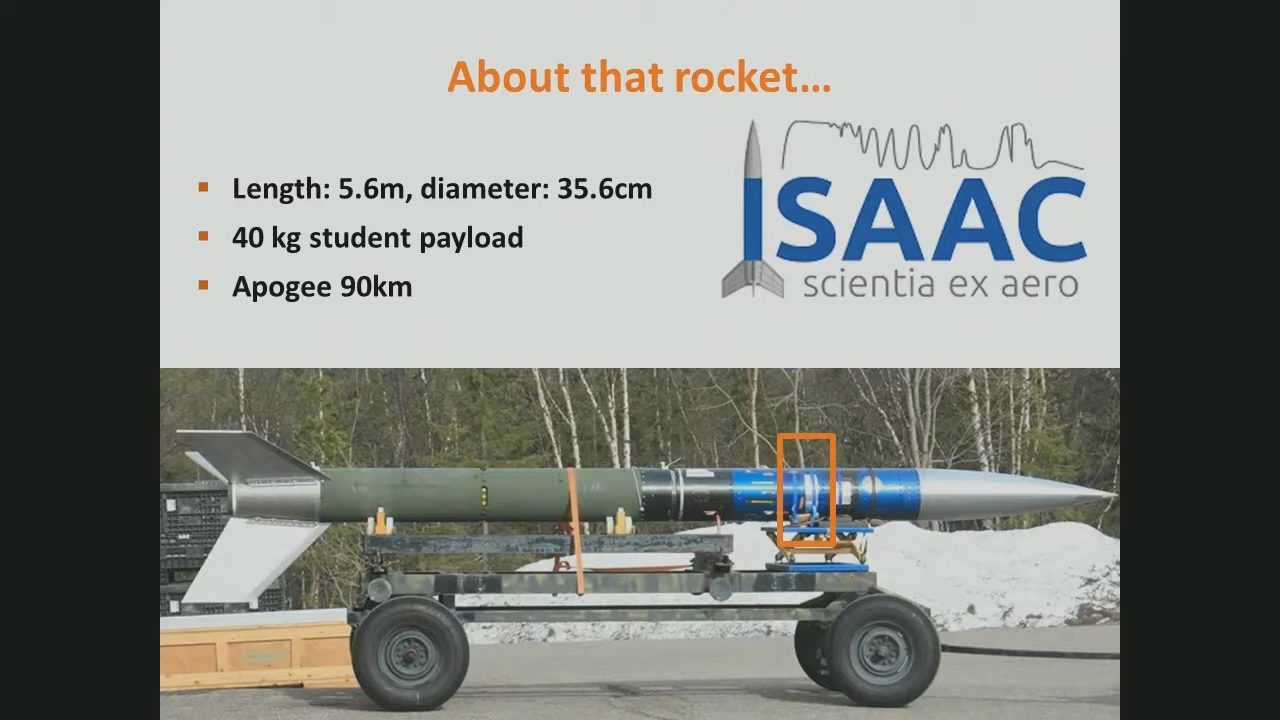 About that rocket...
Length: 5.6m, diameter: 35.6cm
40 kg student payload
Apogee 90km
ISAAC
scientia ex aero